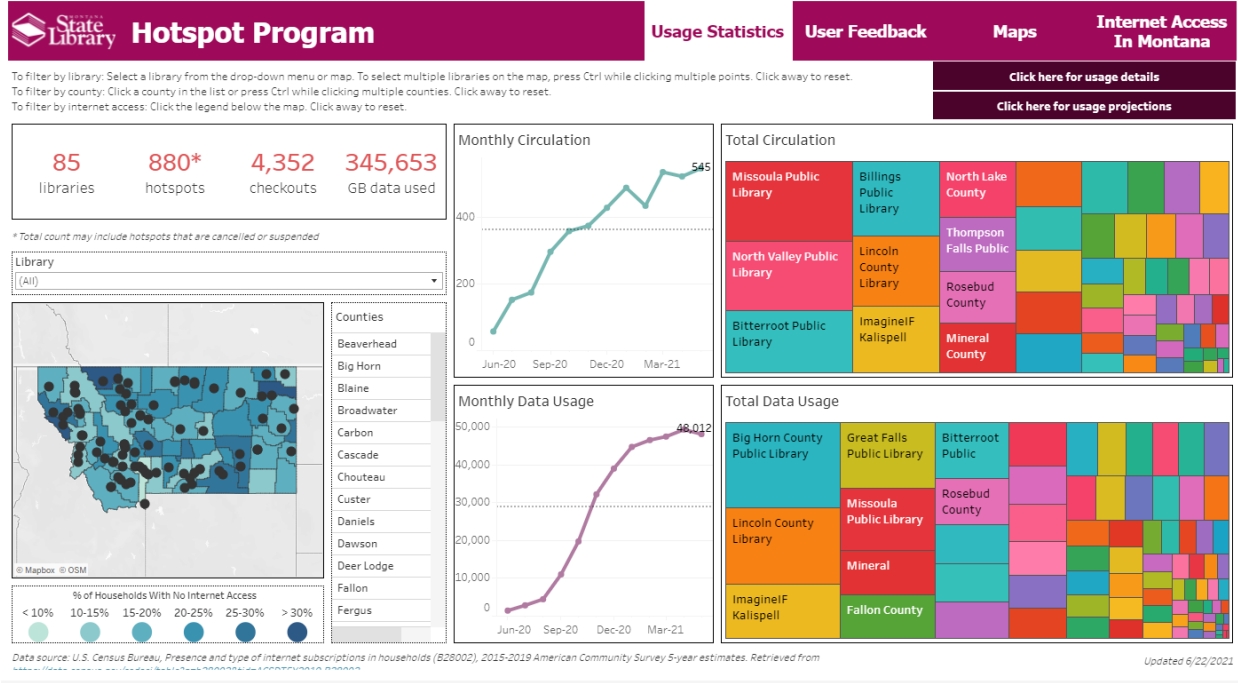 MONTANA
State
Library
Hotspot Program
Usage Statistics
User Feedback
Maps
Internet Access
In Montana
To filter by library: Select a library from the drop-down menu or map. To select multiple libraries on the map, press Ctrl while clicking multiple points. Click away to reset.
To filter by county: Click a county in the list or press Ctrl while clicking multiple counties. Click away to reset.
To filter by internet access: Click the legend below the map. Click away to reset.
Click here for usage details
Click here for usage projections
85
libraries
880*
hotspots
4,352
checkouts
345,653
GB data used
* Total count may include hotspots that are cancelled or suspended
Library
(All)
© Mapbox © OSM
Counties
Beaverhead
Big Horn
Blaine
Broadwater
Carbon
Cascade
Chouteau
Custer
Daniels
Dawson
Deer Lodge
Fallon
Fergus
% of Households With No Internet Access
< 10% 10-15% 15-20% 20-25% 25-30% > 30%
Monthly Circulation
545
400
200
0
Jun-20 Sep-20 Dec-20 Mar-21
Monthly Data Usage
48,012
50,000
40,000
30,000
20,000
10,000
0
Jun-20 Sep-20 Dec-20 Mar-21
Total Circulation
Missoula Public
Library
North Valley Public
Library
Bitterroot Public
Library
Billings
Public
Library
Lincoln
County
Library
ImagineIF
Kalispell
North Lake
County
Thompson
Falls Public
Rosebud
County
Mineral
County
Total Data Usage
Big Horn County
Public Library
Lincoln County
Library
ImagineIF
Kalispell
Great Falls
Public Library
Missoula
Public Library
Mineral
Fallon County
Bitterroot
Public
Rosebud
County
Data source: U.S. Census Bureau, Presence and type of internet subscriptions in households (B28002), 2015-2019 American Community Survey 5-year estimates. Retrieved from
Updated 6/22/2021